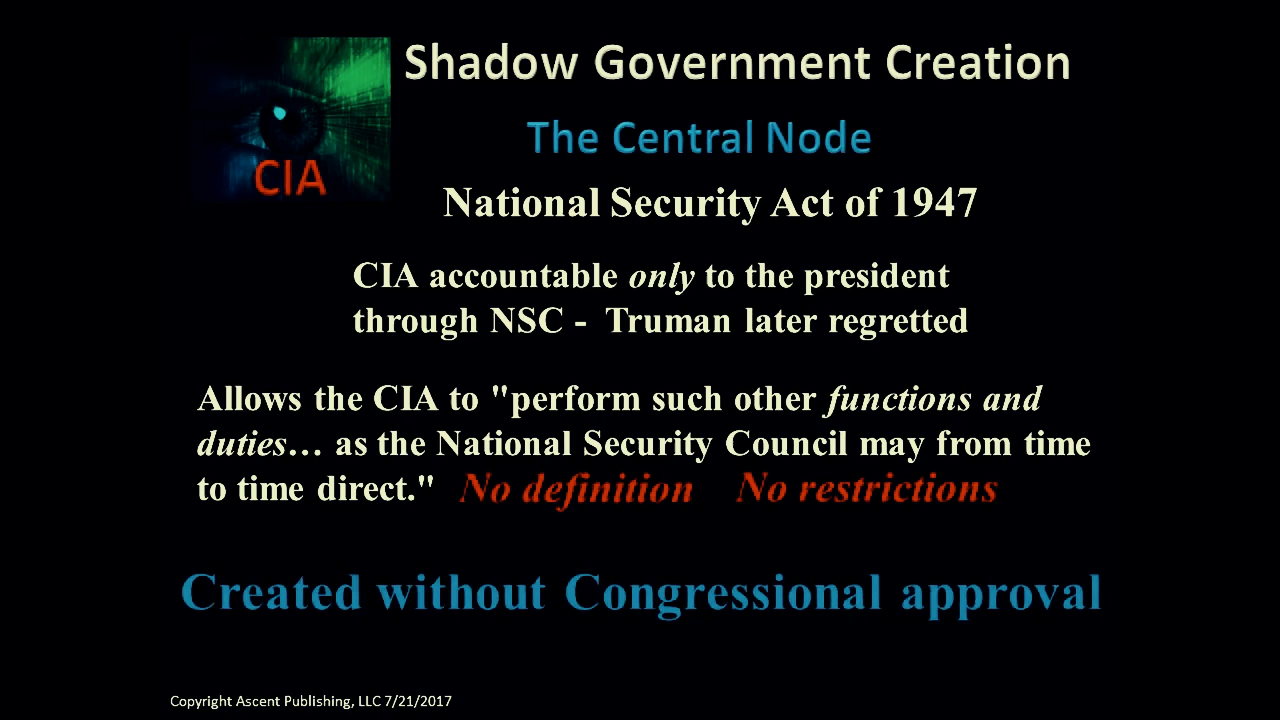 Shadow Government Creation
The Central Node
CIA
National Security Act of 1947
CIA accountable only to the president
through NSC - Truman later regretted
Allows the CIA to "perform such other functions and
duties… as the National Security Council may from time
to time direct." No definition No restrictions
Created without Congressional approval
Copyright Ascent Publishing, LLC 7/21/2017